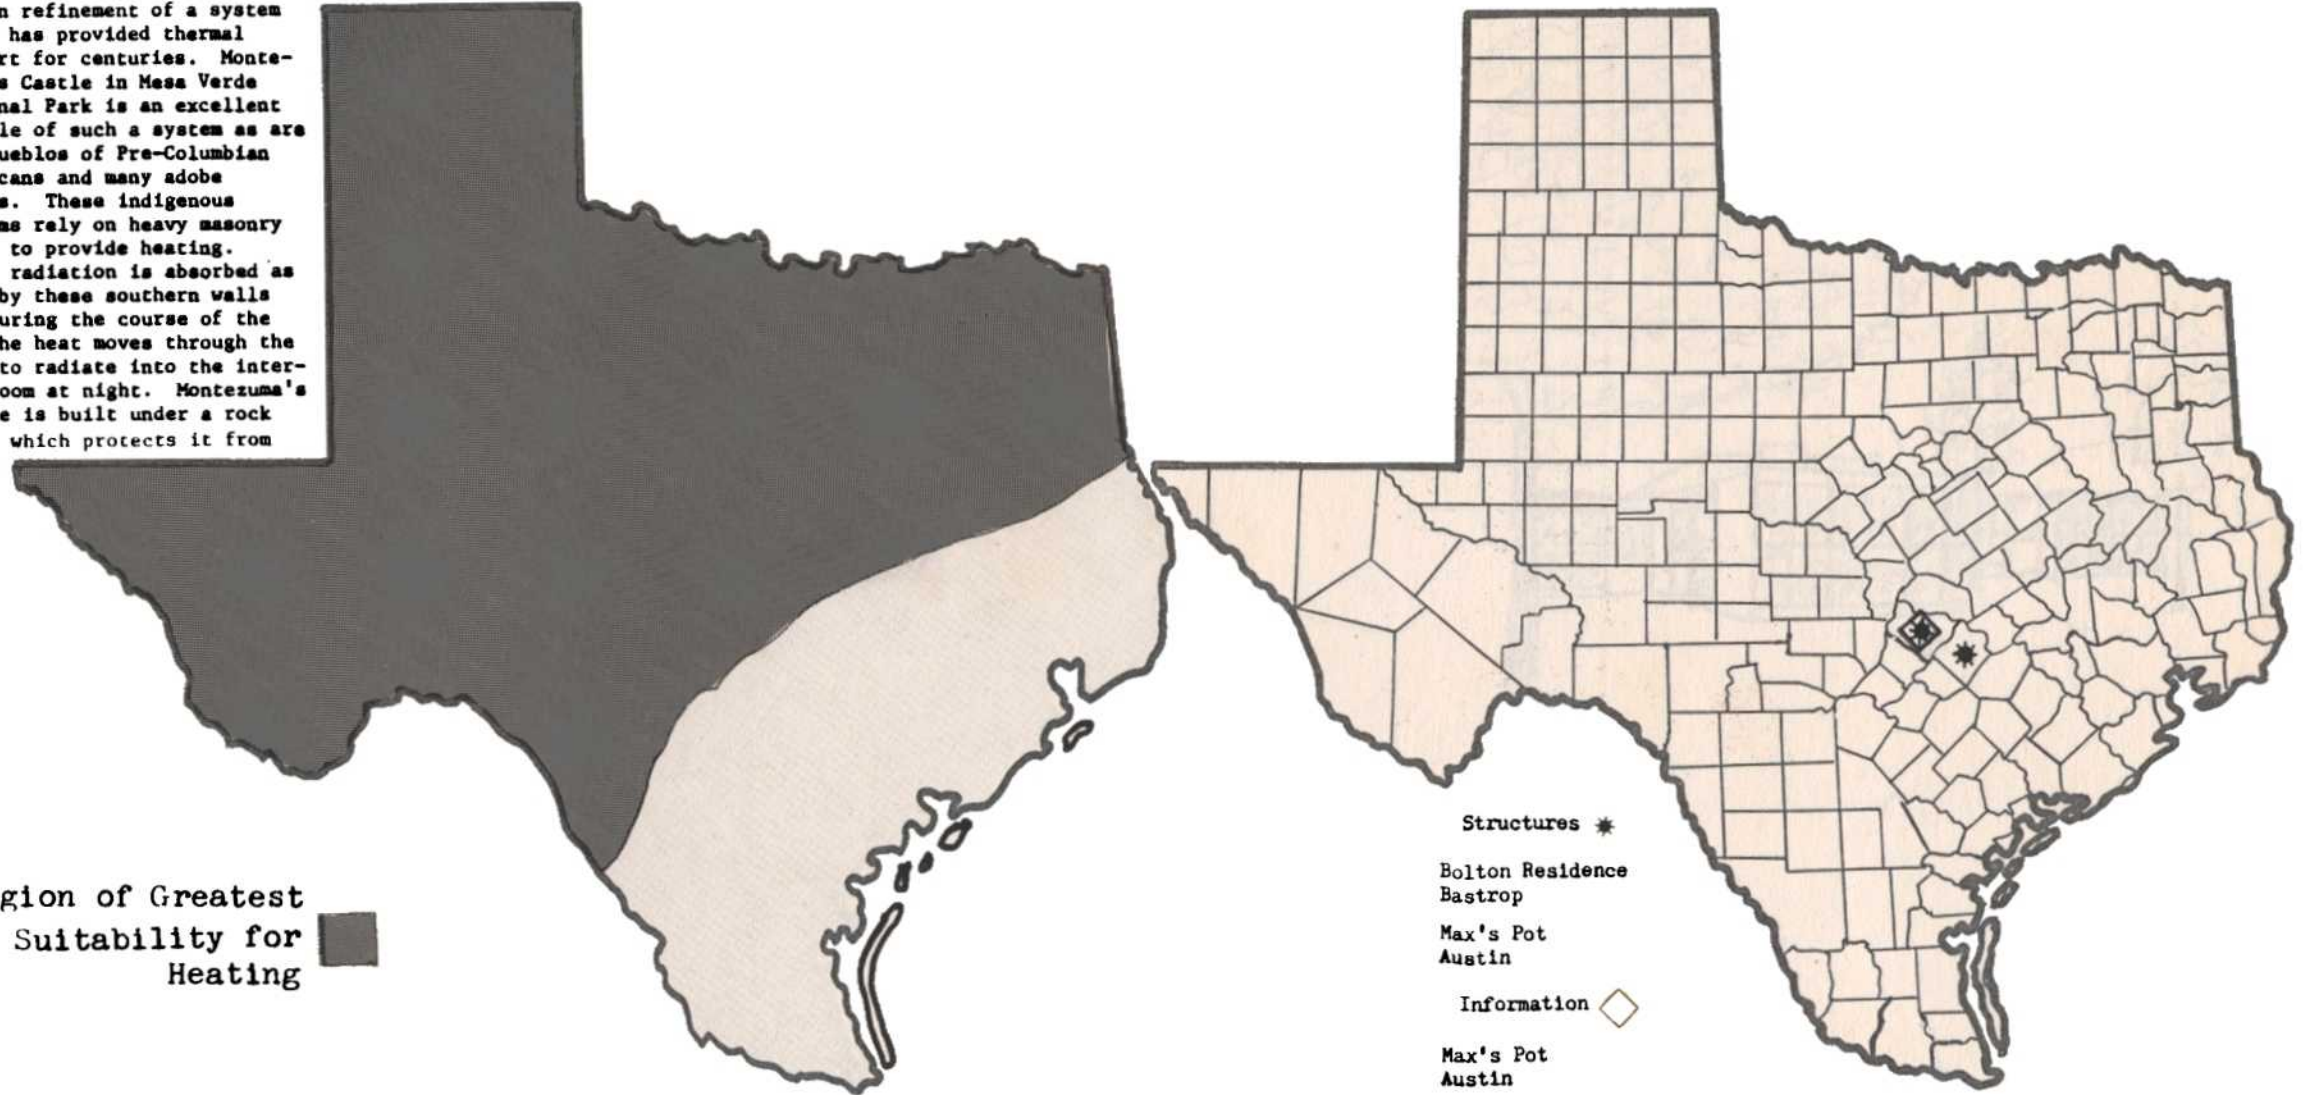 n refinement of a system
has provided thermal
rt for centuries. Monte-
s Castle in Mesa Verde
nal Park is an excellent
le of such a system as are
ueblos of Pre-Columbian
cans and many adobe
s. These indigenous
ms rely on heavy masonry
to provide heating.
radiation is absorbed as
by these southern walls
uring the course of the
he heat moves through the
to radiate into the inter-
oom at night. Montezuma's
e is built under a rock
which protects it from
gion of Greatest
Suitability for
Heating
Structures
Bolton Residence
Bastrop
Max's Pot
Austin
Information
Max's Pot
Austin